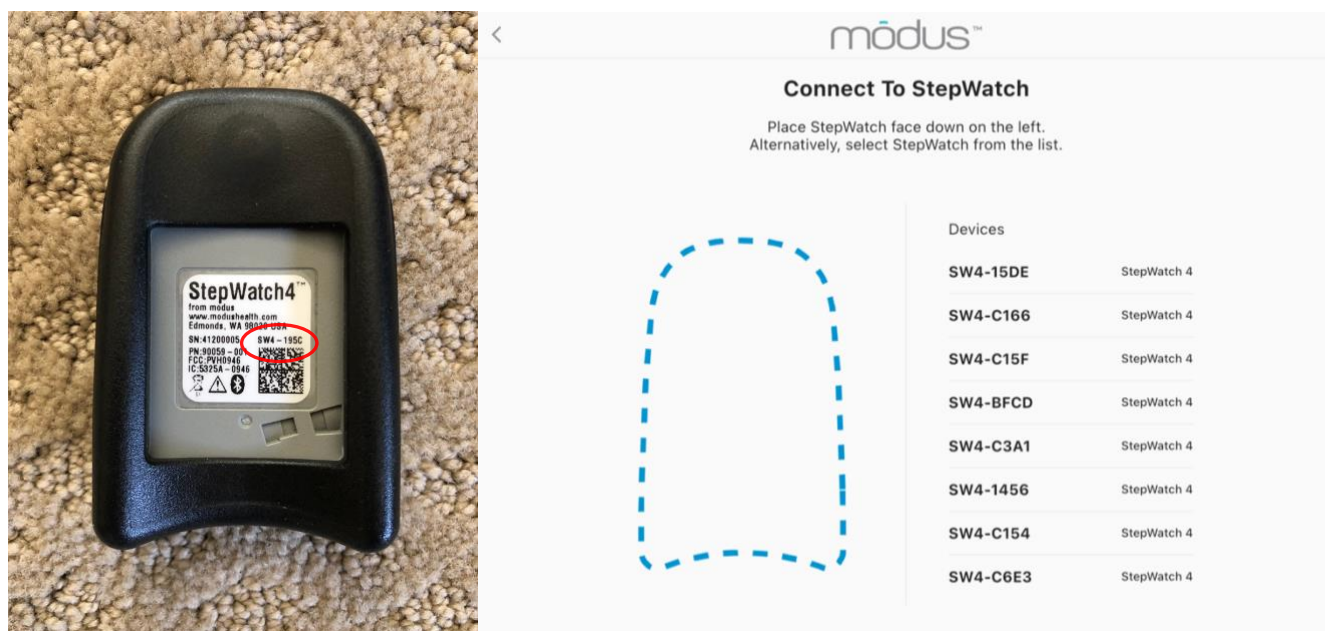 StepWatch4™
from modus
www.modushealth.com
Edmonds, WA 98020 USA
SN:41200005 SW4-195C
PN:90059-001
FCC:PVH0946
IC:5325A-0946
<
mōdus™
Connect To StepWatch
Place StepWatch face down on the left.
Alternatively, select StepWatch from the list.
Devices
SW4-15DE StepWatch 4
SW4-C166 StepWatch 4
SW4-C15F StepWatch 4
SW4-BFCD StepWatch 4
SW4-C3A1 StepWatch 4
SW4-1456 StepWatch 4
SW4-C154 StepWatch 4
SW4-C6E3 StepWatch 4